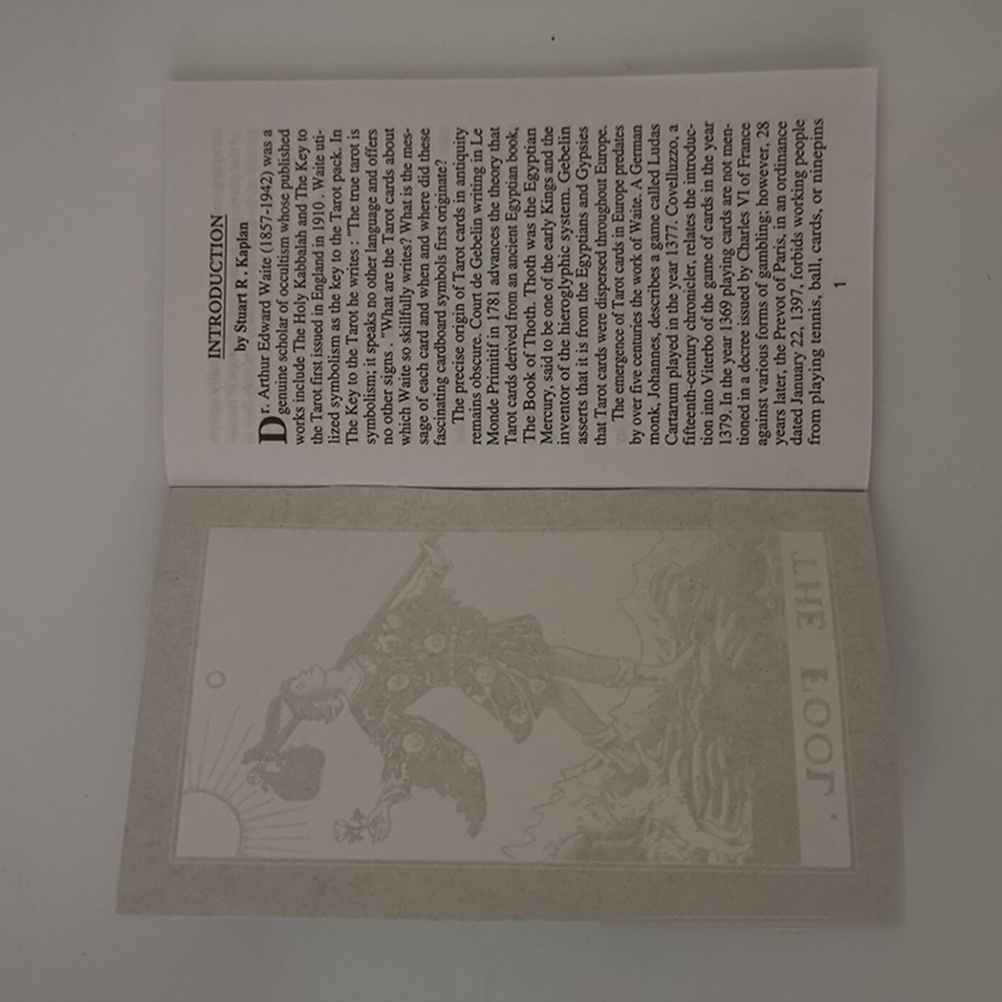 INTRODUCTION
by Stuart R. Kaplan
Dr. Arthur Edward Waite (1857-1942) was a
genuine scholar of occultism whose published
works include The Holy Kabbalah and The Key to
the Tarot first issued in England in 1910. Waite uti-
lized symbolism as the key to the Tarot pack. In
The Key to the Tarot he writes : "The true tarot is
symbolism; it speaks no other language and offers
no other signs . "What are the Tarot cards about
which Waite so skillfully writes? What is the mes-
sage of each card and when and where did these
fascinating cardboard symbols first originate?
The precise origin of Tarot cards in antiquity
remains obscure. Court de Gebelin writing in Le
Monde Primitif in 1781 advances the theory that
Tarot cards derived from an ancient Egyptian book,
The Book of Thoth. Thoth was the Egyptian
Mercury, said to be one of the early Kings and the
inventor of the hieroglyphic system. Gebelin
asserts that it is from the Egyptians and Gypsies
that Tarot cards were dispersed throughout Europe.
The emergence of Tarot cards in Europe predates
by over five centuries the work of Waite. A German
monk, Johannes, describes a game called Ludas
Cartarum played in the year 1377. Covelluzzo, a
fifteenth-century chronicler, relates the introduc-
tion into Viterbo of the game of cards in the year
1379. In the year 1369 playing cards are not men-
tioned in a decree issued by Charles VI of France
against various forms of gambling; however, 28
years later, the Prevot of Paris, in an ordinance
dated January 22, 1397, forbids working people
from playing tennis, ball, cards, or ninepins
1
0
THE FOOL.